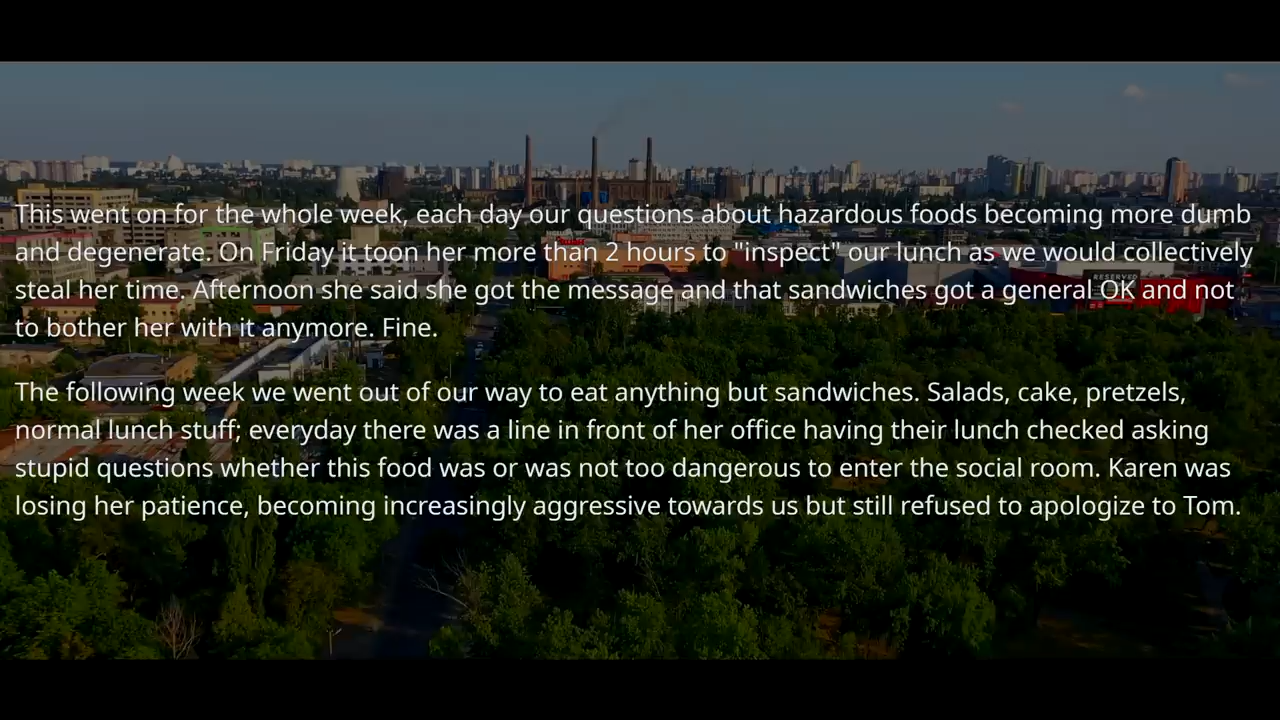 This went on for the whole week, each day our questions about hazardous foods becoming more dumb
and degenerate. On Friday it toon her more than 2 hours to "inspect" our lunch as we would collectively
steal her time. Afternoon she said she got the message and that sandwiches got a general OK and not
to bother her with it anymore. Fine.
The following week we went out of our way to eat anything but sandwiches. Salads, cake, pretzels,
normal lunch stuff; everyday there was a line in front of her office having their lunch checked asking
stupid questions whether this food was or was not too dangerous to enter the social room. Karen was
losing her patience, becoming increasingly aggressive towards us but still refused to apologize to Tom.
RESERVED